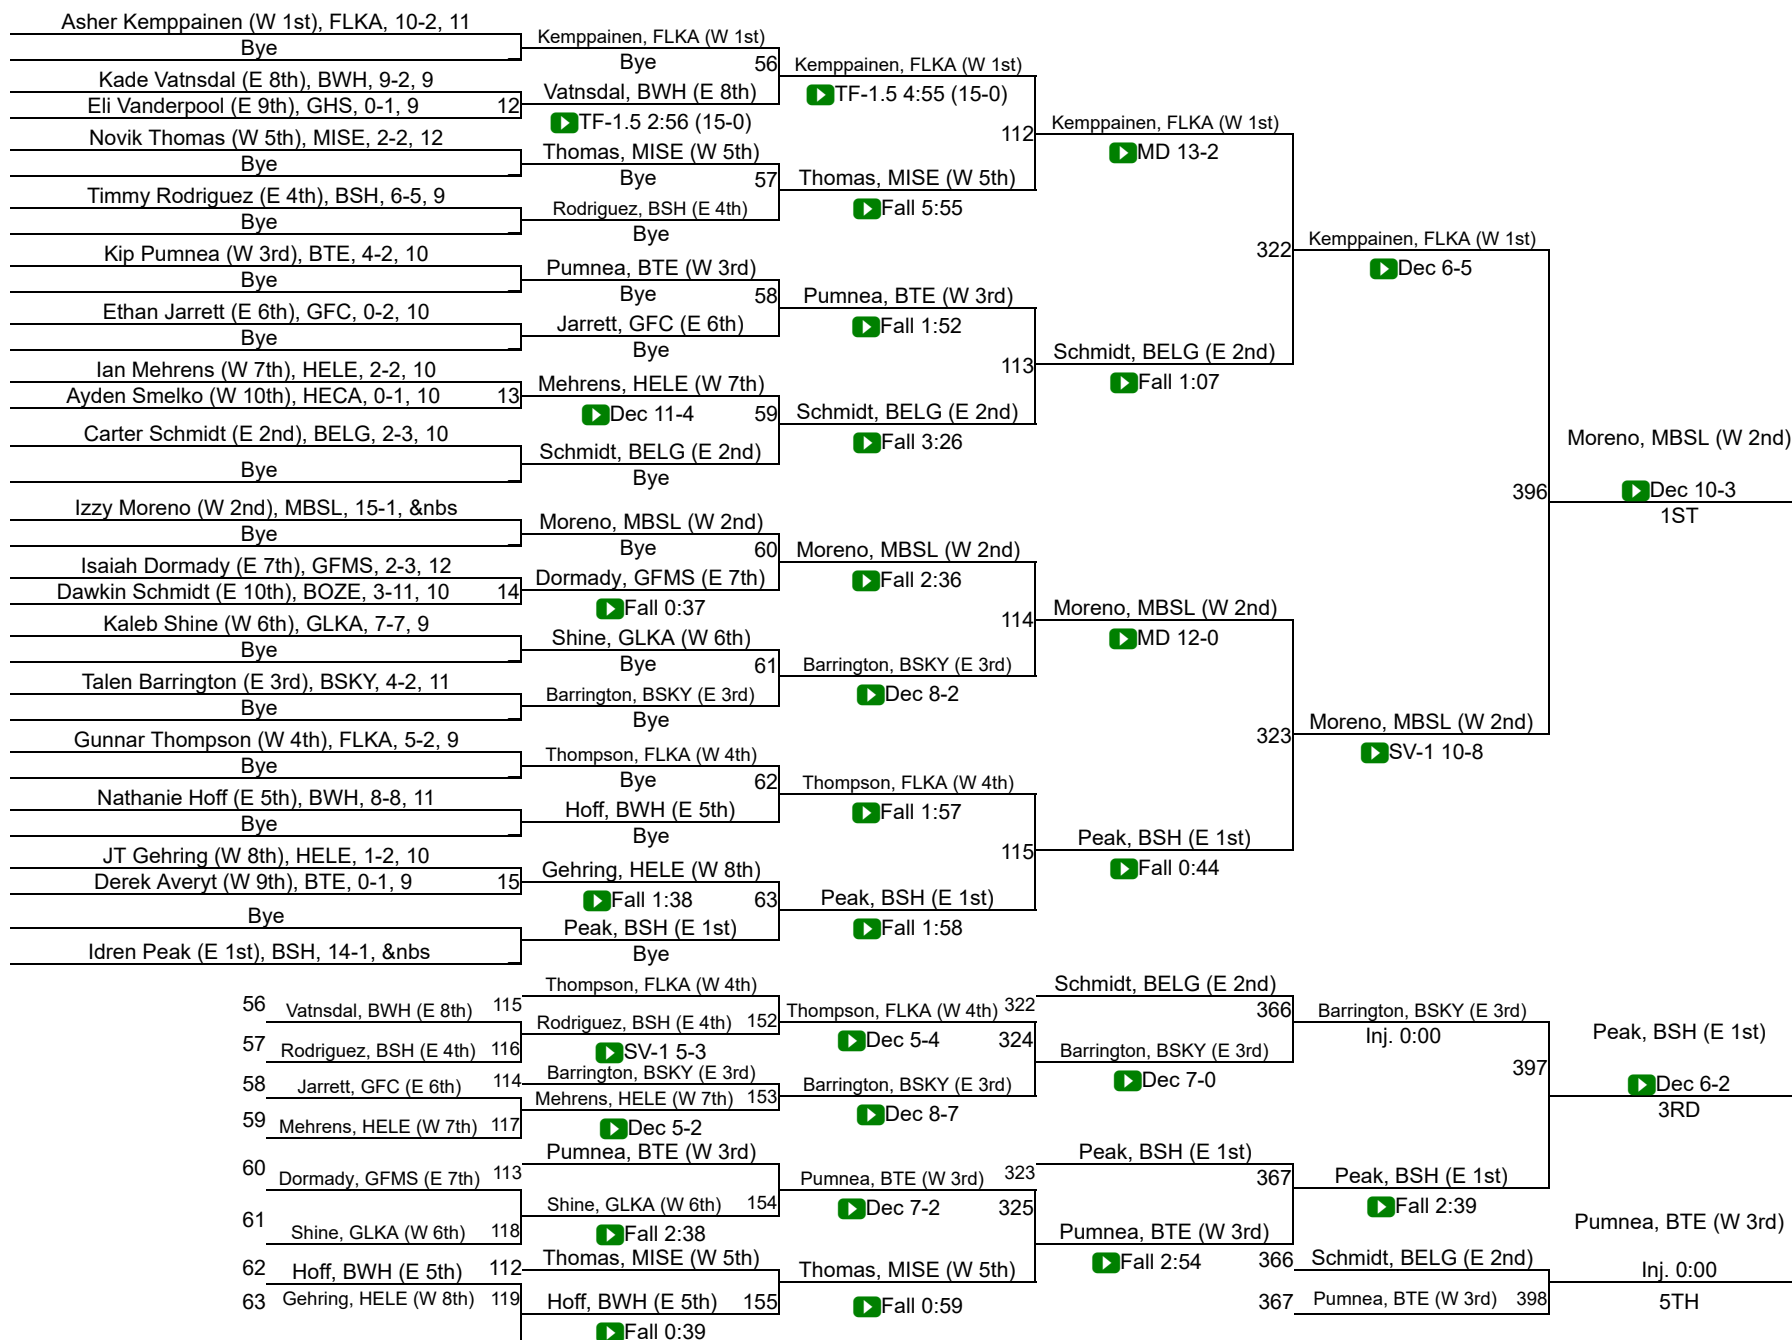 Asher Kemppainen (W 1st), FLKA, 10-2, 11
Bye
Kade Vatnsdal (E 8th), BWH, 9-2, 9
Eli Vanderpool (E 9th), GHS, 0-1, 9
12
Novik Thomas (W 5th), MISE, 2-2, 12
Bye
Timmy Rodriguez (E 4th), BSH, 6-5, 9
Bye
Kip Pumnea (W 3rd), BTE, 4-2, 10
Bye
Ethan Jarrett (E 6th), GFC, 0-2, 10
Bye
Ian Mehrens (W 7th), HELE, 2-2, 10
Ayden Smelko (W 10th), HECA, 0-1, 10
13
Carter Schmidt (E 2nd), BELG, 2-3, 10
Bye
Izzy Moreno (W 2nd), MBSL, 15-1, &nbs
Bye
Isaiah Dormady (E 7th), GFMS, 2-3, 12
Dawkin Schmidt (E 10th), BOZE, 3-11, 10
14
Kaleb Shine (W 6th), GLKA, 7-7, 9
Bye
Talen Barrington (E 3rd), BSKY, 4-2, 11
Bye
Gunnar Thompson (W 4th), FLKA, 5-2, 9
Bye
Nathanie Hoff (E 5th), BWH, 8-8, 11
Bye
JT Gehring (W 8th), HELE, 1-2, 10
Derek Averyt (W 9th), BTE, 0-1, 9
15
Bye
Idren Peak (E 1st), BSH, 14-1, &nbs
Kemppainen, FLKA (W 1st)
Bye
56
Vatnsdal, BWH (E 8th)
TF-1.5 2:56 (15-0)
Thomas, MISE (W 5th)
Bye
57
Rodriguez, BSH (E 4th)
Bye
Pumnea, BTE (W 3rd)
Bye
58
Jarrett, GFC (E 6th)
Bye
Mehrens, HELE (W 7th)
Dec 11-4
59
Schmidt, BELG (E 2nd)
Bye
Moreno, MBSL (W 2nd)
Bye
60
Dormady, GFMS (E 7th)
Fall 0:37
Shine, GLKA (W 6th)
Bye
61
Barrington, BSKY (E 3rd)
Bye
Thompson, FLKA (W 4th)
Bye
62
Hoff, BWH (E 5th)
Bye
Gehring, HELE (W 8th)
Fall 1:38
63
Peak, BSH (E 1st)
Bye
Kemppainen, FLKA (W 1st)
TF-1.5 4:55 (15-0)
112
Thomas, MISE (W 5th)
Fall 5:55
Pumnea, BTE (W 3rd)
Fall 1:52
113
Schmidt, BELG (E 2nd)
Fall 3:26
Moreno, MBSL (W 2nd)
Fall 2:36
114
Barrington, BSKY (E 3rd)
Dec 8-2
Thompson, FLKA (W 4th)
Fall 1:57
115
Peak, BSH (E 1st)
Fall 1:58
Kemppainen, FLKA (W 1st)
MD 13-2
322
Schmidt, BELG (E 2nd)
Fall 1:07
Moreno, MBSL (W 2nd)
MD 12-0
323
Peak, BSH (E 1st)
Fall 0:44
Kemppainen, FLKA (W 1st)
Dec 6-5
396
Moreno, MBSL (W 2nd)
SV-1 10-8
Moreno, MBSL (W 2nd)
Dec 10-3
1ST
56 Vatnsdal, BWH (E 8th)
57 Rodriguez, BSH (E 4th) 116
58 Jarrett, GFC (E 6th)
59 Mehrens, HELE (W 7th) 117
60 Dormady, GFMS (E 7th)
61 Shine, GLKA (W 6th) 118
62 Hoff, BWH (E 5th)
63 Gehring, HELE (W 8th) 119
115 Thompson, FLKA (W 4th)
Rodriguez, BSH (E 4th) 152
SV-1 5-3
114 Barrington, BSKY (E 3rd)
Mehrens, HELE (W 7th) 153
Dec 5-2
113 Pumnea, BTE (W 3rd)
Shine, GLKA (W 6th) 154
Fall 2:38
112 Thomas, MISE (W 5th)
Hoff, BWH (E 5th) 155
Fall 0:39
Thompson, FLKA (W 4th)
Dec 5-4
324
Barrington, BSKY (E 3rd)
Dec 8-7
Pumnea, BTE (W 3rd)
Dec 7-2
325
Thomas, MISE (W 5th)
Fall 0:59
322 Schmidt, BELG (E 2nd)
366
Barrington, BSKY (E 3rd)
Dec 7-0
323 Peak, BSH (E 1st)
367
Pumnea, BTE (W 3rd)
Fall 2:54
Barrington, BSKY (E 3rd)
Inj. 0:00
397
Peak, BSH (E 1st)
Fall 2:39
Peak, BSH (E 1st)
Dec 6-2
3RD
366 Schmidt, BELG (E 2nd)
367 Pumnea, BTE (W 3rd) 398
Pumnea, BTE (W 3rd)
Inj. 0:00
5TH